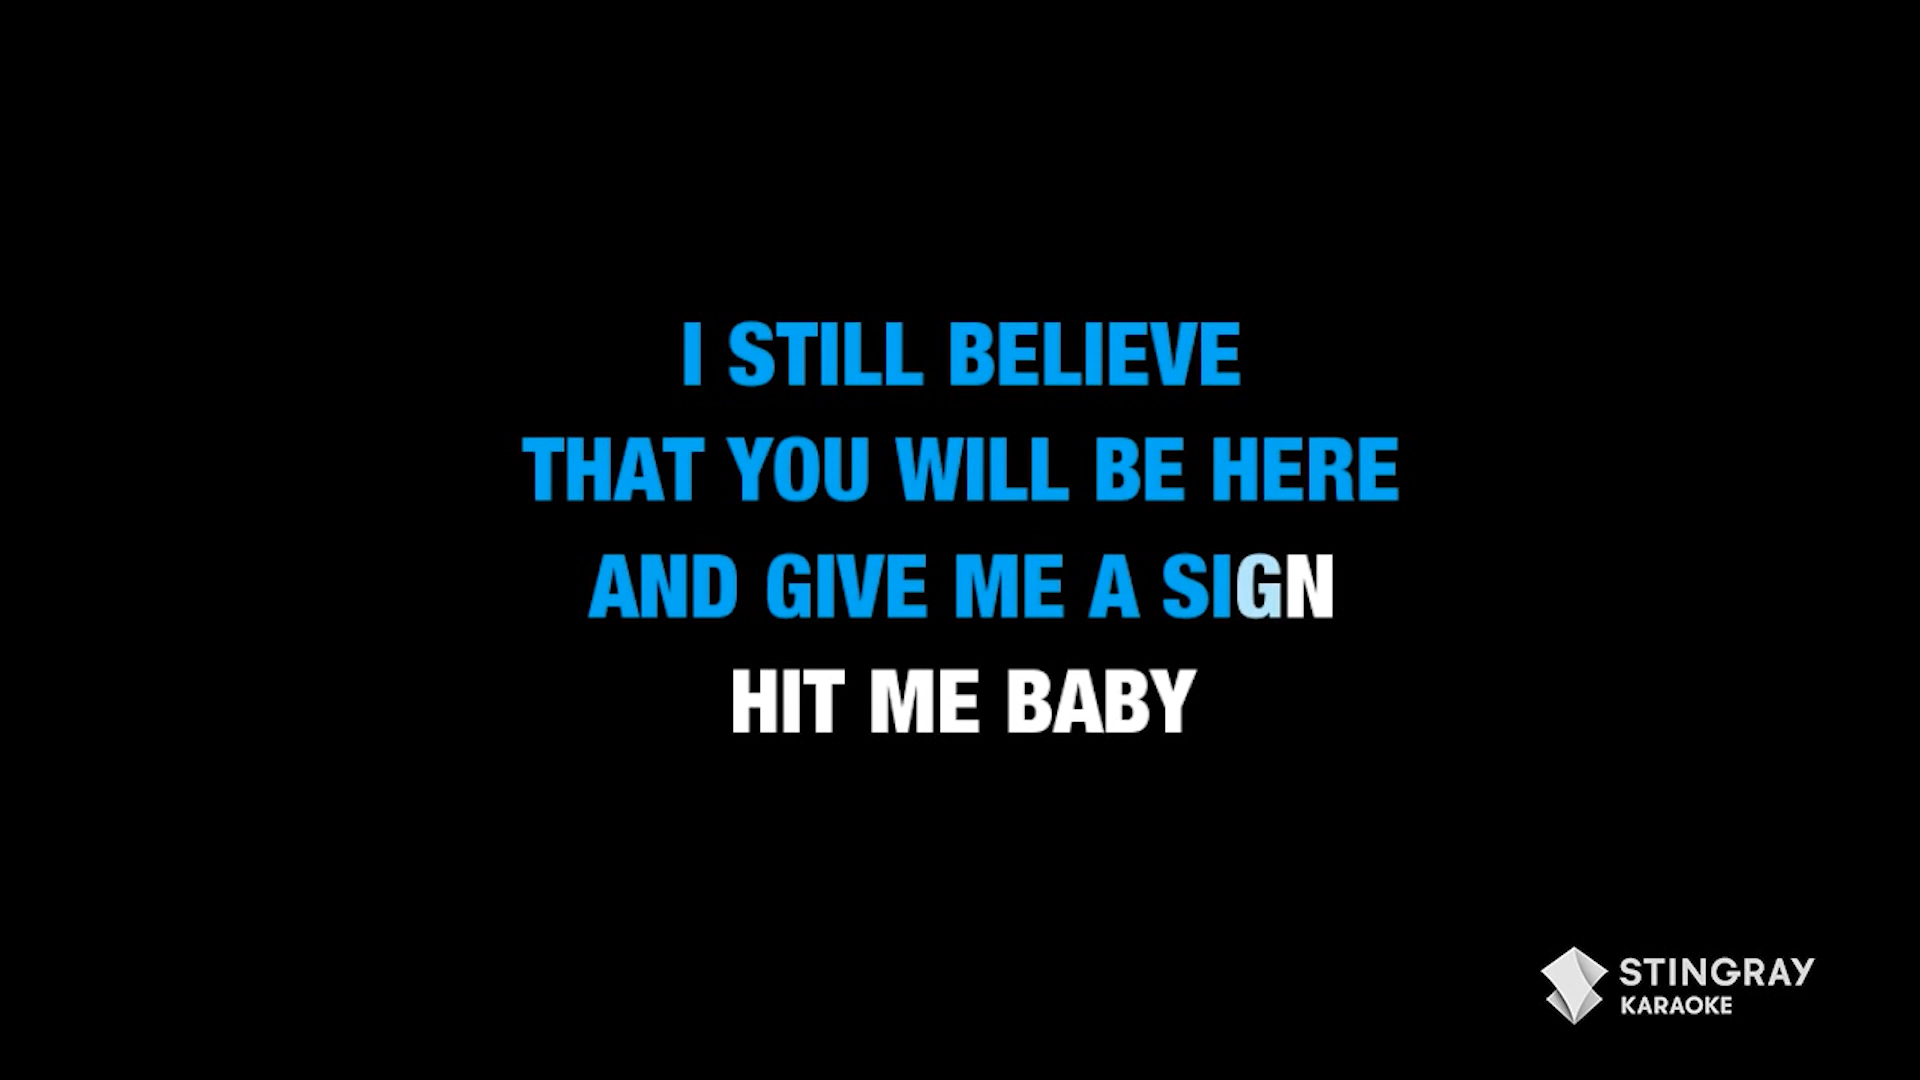 I STILL BELIEVE
THAT YOU WILL BE HERE
AND GIVE ME A SIGN
HIT ME BABY
STINGRAY
KARAOKE